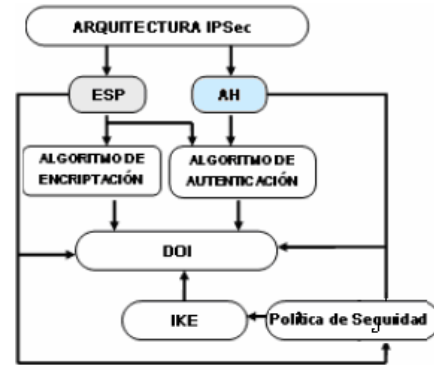 ARQUITECTURA IPSec
ESP
AH
ALGORITMO DE
ENCRIPTACIÓN
ALGORITMO DE
AUTENTICACIÓN
DOI
IKE
Política de Seguridad